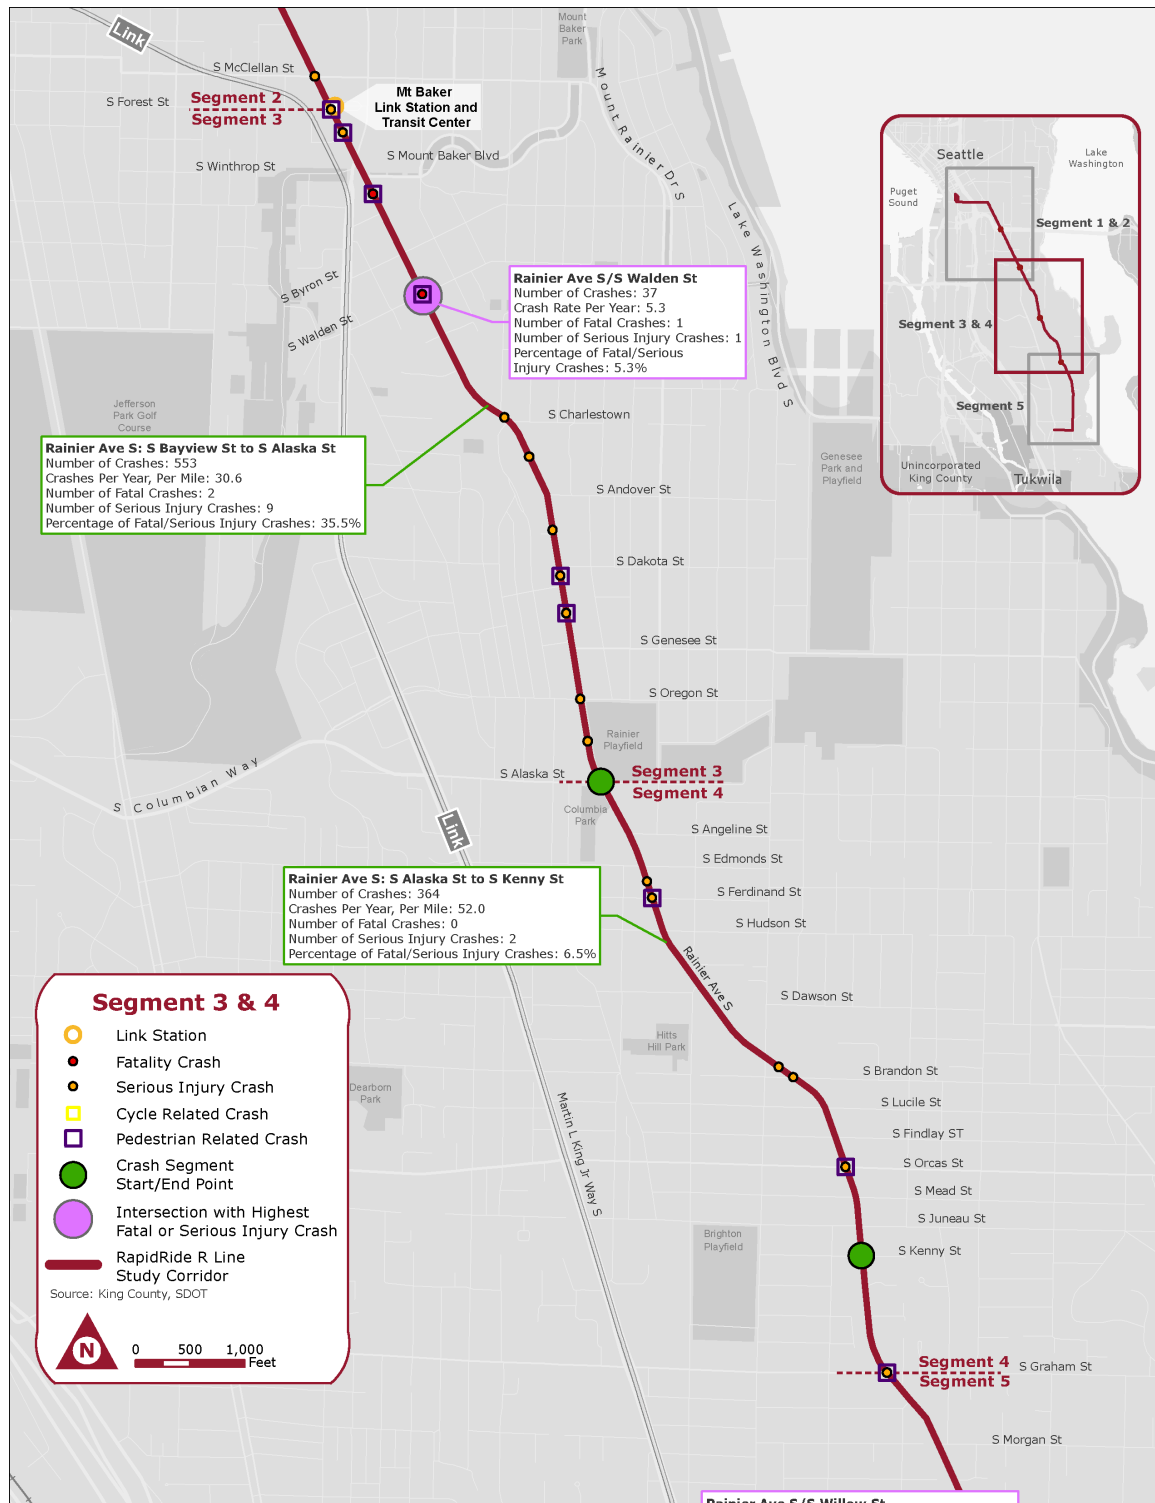 Link
Mount
Baker
Park
S McClellan St
S Forest St
Segment 2
Segment 3
Mt Baker
Link Station and
Transit Center
S Mount Baker Blvd
S Winthrop St
Mount Rainier Dr S
Lake Washington Blvd S
Seattle
Lake
Washington
Puget
Sound
Segment 1 & 2
Segment 3 & 4
Segment 5
Unincorporated
King County
Tukwila
S Byron St
S Walden St
Rainier Ave S/S Walden St
Number of Crashes: 37
Crash Rate Per Year: 5.3
Number of Fatal Crashes: 1
Number of Serious Injury Crashes: 1
Percentage of Fatal/Serious
Injury Crashes: 5.3%
Jefferson
Park Golf
Course
S Charlestown
Rainier Ave S: S Bayview St to S Alaska St
Number of Crashes: 553
Crashes Per Year, Per Mile: 30.6
Number of Fatal Crashes: 2
Number of Serious Injury Crashes: 9
Percentage of Fatal/Serious Injury Crashes: 35.5%
Genesee
Park and
Playfield
S Andover St
S Dakota St
S Genesee St
S Oregon St
Rainier
Playfield
S Columbian Way
S Alaska St
Segment 3
Segment 4
Columbia
Park
Link
S Angeline St
S Edmonds St
S Ferdinand St
S Hudson St
Rainier Ave S: S Alaska St to S Kenny St
Number of Crashes: 364
Crashes Per Year, Per Mile: 52.0
Number of Fatal Crashes: 0
Number of Serious Injury Crashes: 2
Percentage of Fatal/Serious Injury Crashes: 6.5%
Rainier Ave S
S Dawson St
Hitts
Hill Park
S Brandon St
Dearborn
Park
S Lucile St
Martin L King Jr Way S
S Findlay ST
S Orcas St
S Mead St
S Juneau St
Brighton
Playfield
S Kenny St
Segment 4
Segment 5
S Graham St
S Morgan St
Segment 3 & 4
Link Station
Fatality Crash
Serious Injury Crash
Cycle Related Crash
Pedestrian Related Crash
Crash Segment
Start/End Point
Intersection with Highest
Fatal or Serious Injury Crash
RapidRide R Line
Study Corridor
Source: King County, SDOT
N
0 500 1,000
Feet
Rainier Ave S/S Willow St